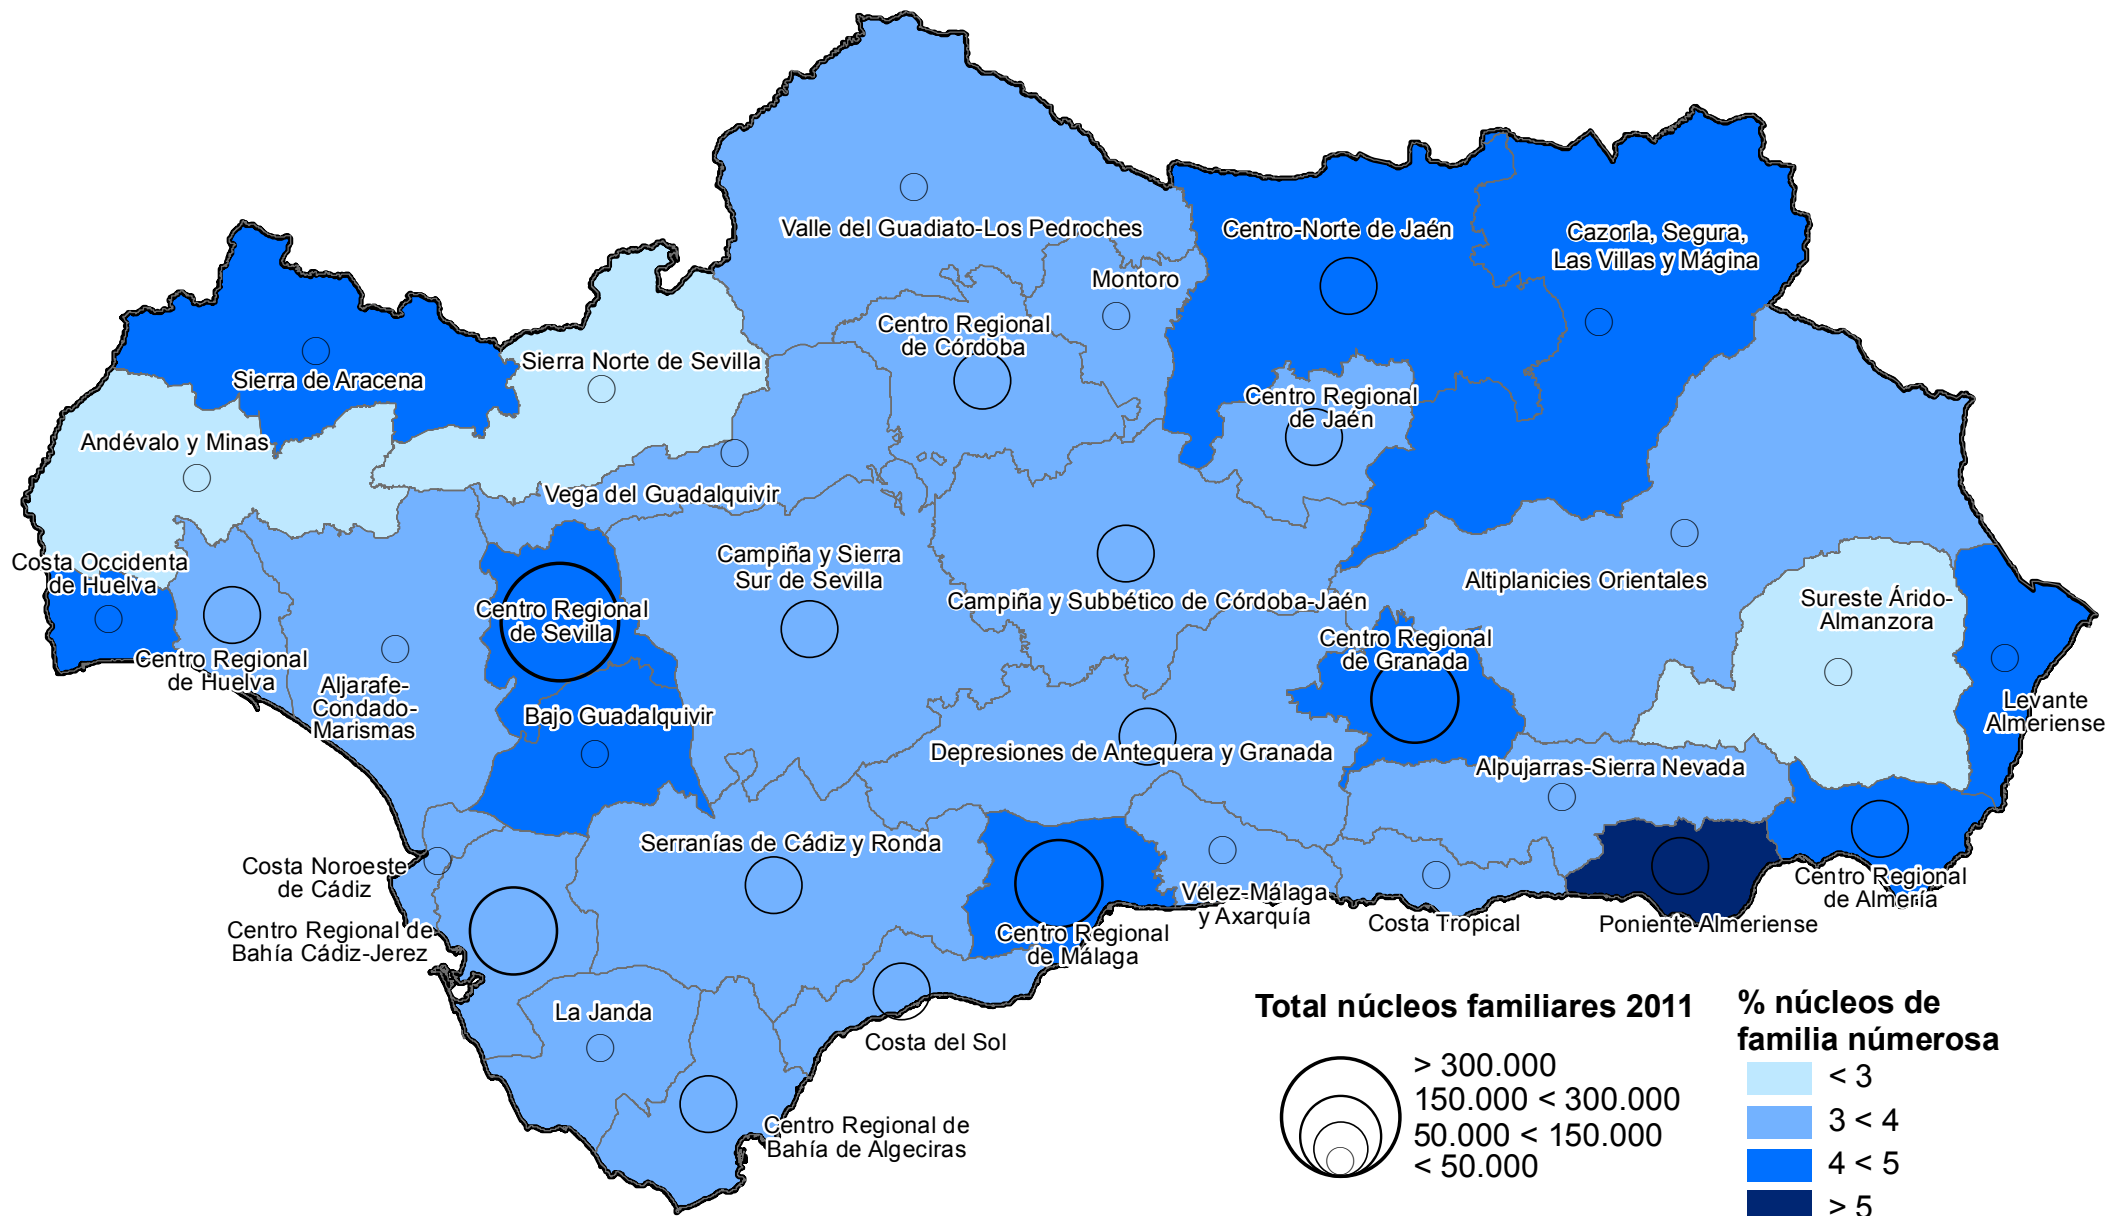 Valle del Guadiato-Los Pedroches
Centro-Norte de Jaén
Cazorla, Segura,
Las Villas y Mágina
Montoro
Centro Regional
de Córdoba
Sierra Norte de Sevilla
Sierra de Aracena
Centro Regional
de Jaén
Andévalo y Minas
Vega del Guadalquivir
Costa Occidenta
de Huelva
Campiña y Sierra
Sur de Sevilla
Centro Regional
de Sevilla
Campiña y Subbético de Córdoba-Jaén
Altiplanicies Orientales
Sureste Árido-
Almanzora
Centro Regional
de Granada
Centro Regional
de Huelva
Aljarafe-
Condado-
Marismas
Bajo Guadalquivir
Levante
Almeriense
Depresiones de Antequera y Granada
Alpujarras-Sierra Nevada
Serranías de Cádiz y Ronda
Costa Noroeste
de Cádiz
Vélez-Málaga
y Axarquía
Centro Regional
de Almería
Costa Tropical
Poniente Almeriense
Centro Regional de
Bahía Cádiz-Jerez
Centro Regional
de Málaga
La Janda
Costa del Sol
Centro Regional de
Bahía de Algeciras
Total núcleos familiares 2011
> 300.000
150.000 < 300.000
50.000 < 150.000
< 50.000
% núcleos de
familia númerosa
< 3
3 < 4
4 < 5
> 5